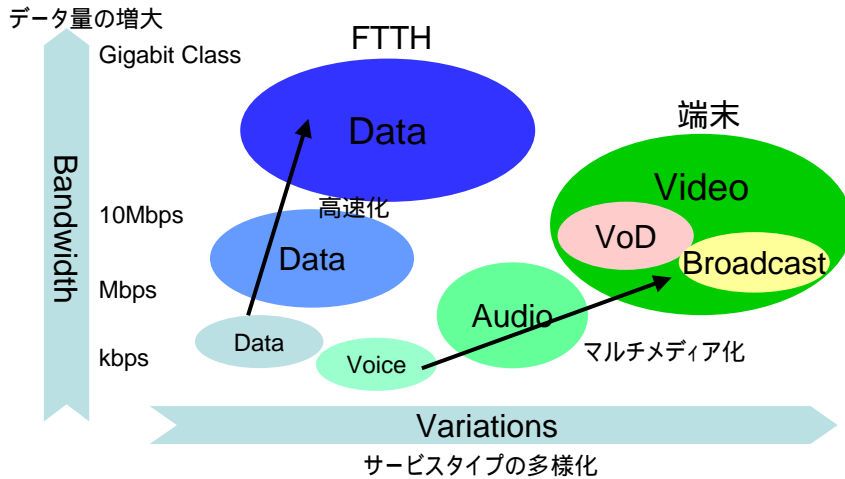 データ量の増大
FTTH
Gigabit Class
Data
端末
Bandwidth
Video
高速化
10Mbps
VoD
Data
Broadcast
Mbps
Audio
Data
マルチメディア化
kbps
Voice
Variations
サービスタイプの多様化